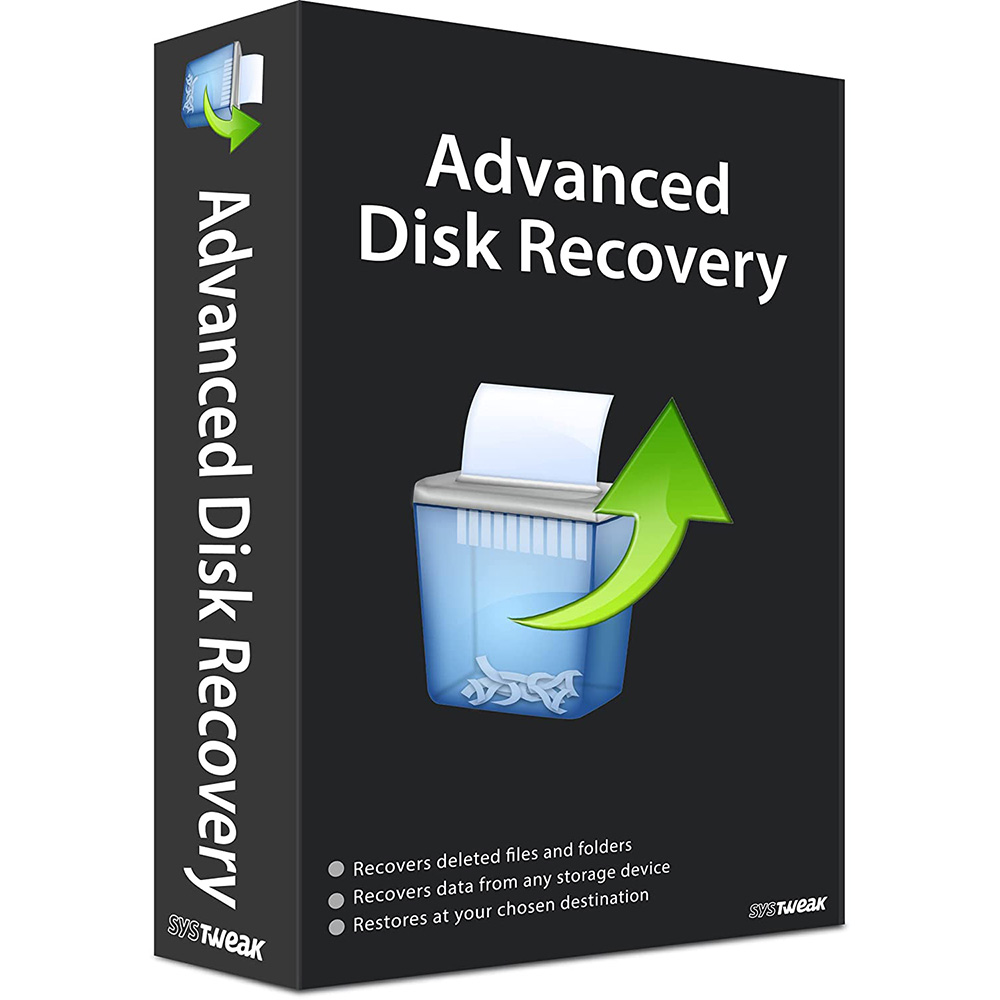 Advanced
Disk Recovery
Recovers deleted files and folders
Recovers data from any storage device
Restores at your chosen destination
SYSTweak
Advanced Disk Recovery
SYSTweak